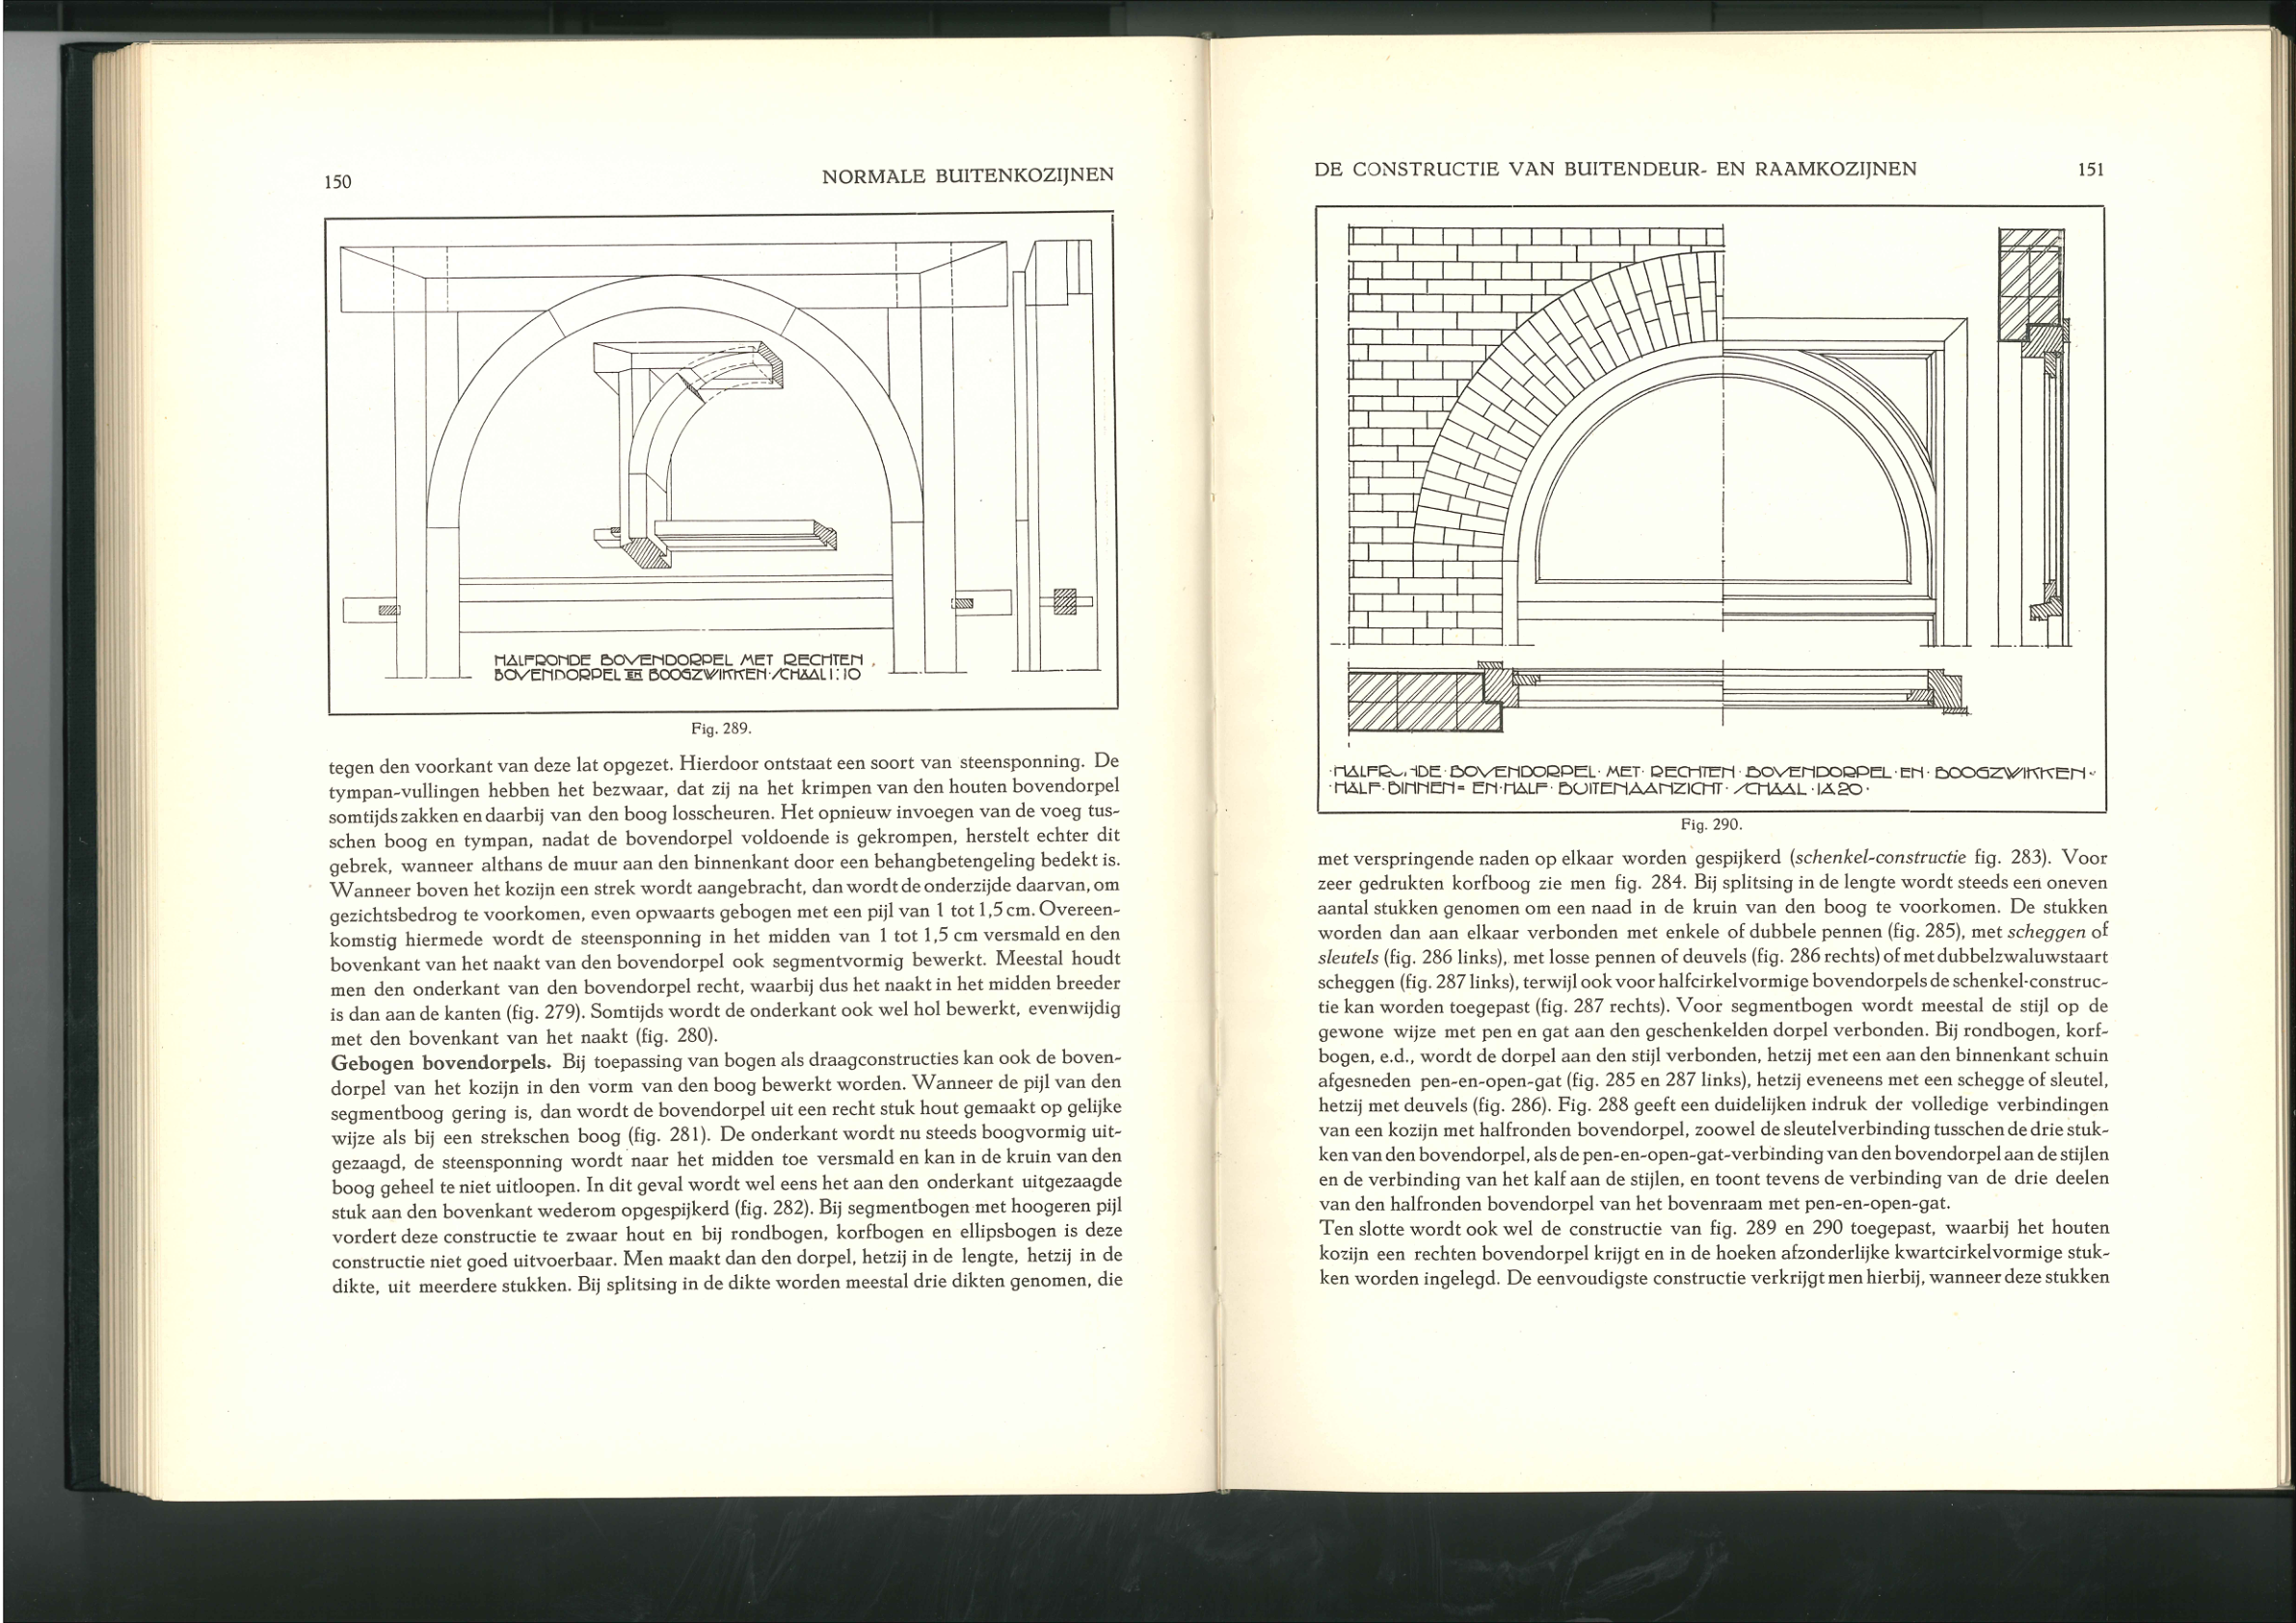 150
NORMALE BUITENKOZIJNEN
HALFRONDE BOVENDORPEL MET RECHTEN
BOVENDORPEL EN BOOGZWIKKEN·SCHAAL 1:10
Fig. 289.
tegen den voorkant van deze lat opgezet. Hierdoor ontstaat een soort van steensponning. De
tympan-vullingen hebben het bezwaar, dat zij na het krimpen van den houten bovendorpel
somtijds zakken en daarbij van den boog losscheuren. Het opnieuw invoegen van de voeg tus-
schen boog en tympan, nadat de bovendorpel voldoende is gekrompen, herstelt echter dit
gebrek, wanneer althans de muur aan den binnenkant door een behangbetengeling bedekt is.
Wanneer boven het kozijn een strek wordt aangebracht, dan wordt de onderzijde daarvan, om
gezichtsbedrog te voorkomen, even opwaarts gebogen met een pijl van 1 tot 1,5 cm. Overeen-
komstig hiermede wordt de steensponning in het midden van 1 tot 1,5 cm versmald en den
bovenkant van het naakt van den bovendorpel ook segmentvormig bewerkt. Meestal houdt
men den onderkant van den bovendorpel recht, waarbij dus het naakt in het midden breeder
is dan aan de kanten (fig. 279). Somtijds wordt de onderkant ook wel hol bewerkt, evenwijdig
met den bovenkant van het naakt (fig. 280).
Gebogen bovendorpels. Bij toepassing van bogen als draagconstructies kan ook de boven-
dorpel van het kozijn in den vorm van den boog bewerkt worden. Wanneer de pijl van den
segmentboog gering is, dan wordt de bovendorpel uit een recht stuk hout gemaakt op gelijke
wijze als bij een strekschen boog (fig. 281). De onderkant wordt nu steeds boogvormig uit-
gezaagd, de steensponning wordt naar het midden toe versmald en kan in de kruin van den
boog geheel te niet uitloopen. In dit geval wordt wel eens het aan den onderkant uitgezaagde
stuk aan den bovenkant wederom opgespijkerd (fig. 282). Bij segmentbogen met hoogeren pijl
vordert deze constructie te zwaar hout en bij rondbogen, korfbogen en ellipsbogen is deze
constructie niet goed uitvoerbaar. Men maakt dan den dorpel, hetzij in de lengte, hetzij in de
dikte, uit meerdere stukken. Bij splitsing in de dikte worden meestal drie dikten genomen, die
DE CONSTRUCTIE VAN BUITENDEUR- EN RAAMKOZIJNEN
151
·BOVENDORPEL·MET·RECHTEN·BOVENDORPEL·EN·BOOGZWIKKEN·
·HALF·BINNEN= EN·HALF·BUITENAANZICHT·SCHAAL·1À20·
Fig. 290.
met verspringende naden op elkaar worden gespijkerd (schenkel-constructie fig. 283). Voor
zeer gedrukten korfboog zie men fig. 284. Bij splitsing in de lengte wordt steeds een oneven
aantal stukken genomen om een naad in de kruin van den boog te voorkomen. De stukken
worden dan aan elkaar verbonden met enkele of dubbele pennen (fig. 285), met scheggen of
sleutels (fig. 286 links), met losse pennen of deuvels (fig. 286 rechts) of met dubbelzwaluwstaart
scheggen (fig. 287 links), terwijl ook voor halfcirkelvormige bovendorpels de schenkel-construc-
tie kan worden toegepast (fig. 287 rechts). Voor segmentbogen wordt meestal de stijl op de
gewone wijze met pen en gat aan den geschenkelden dorpel verbonden. Bij rondbogen, korf-
bogen, e.d., wordt de dorpel aan den stijl verbonden, hetzij met een aan den binnenkant schuin
afgesneden pen-en-open-gat (fig. 285 en 287 links), hetzij eveneens met een schegge of sleutel,
hetzij met deuvels (fig. 286). Fig. 288 geeft een duidelijken indruk der volledige verbindingen
van een kozijn met halfronden bovendorpel, zoowel de sleutelverbinding tusschen de drie stuk-
ken van den bovendorpel, als de pen-en-open-gat-verbinding van den bovendorpel aan de stijlen
en de verbinding van het kalf aan de stijlen, en toont tevens de verbinding van de drie deelen
van den halfronden bovendorpel van het bovenraam met pen-en-open-gat.
Ten slotte wordt ook wel de constructie van fig. 289 en 290 toegepast, waarbij het houten
kozijn een rechten bovendorpel krijgt en in de hoeken afzonderlijke kwartcirkelvormige stuk-
ken worden ingelegd. De eenvoudigste constructie verkrijgt men hierbij, wanneer deze stukken